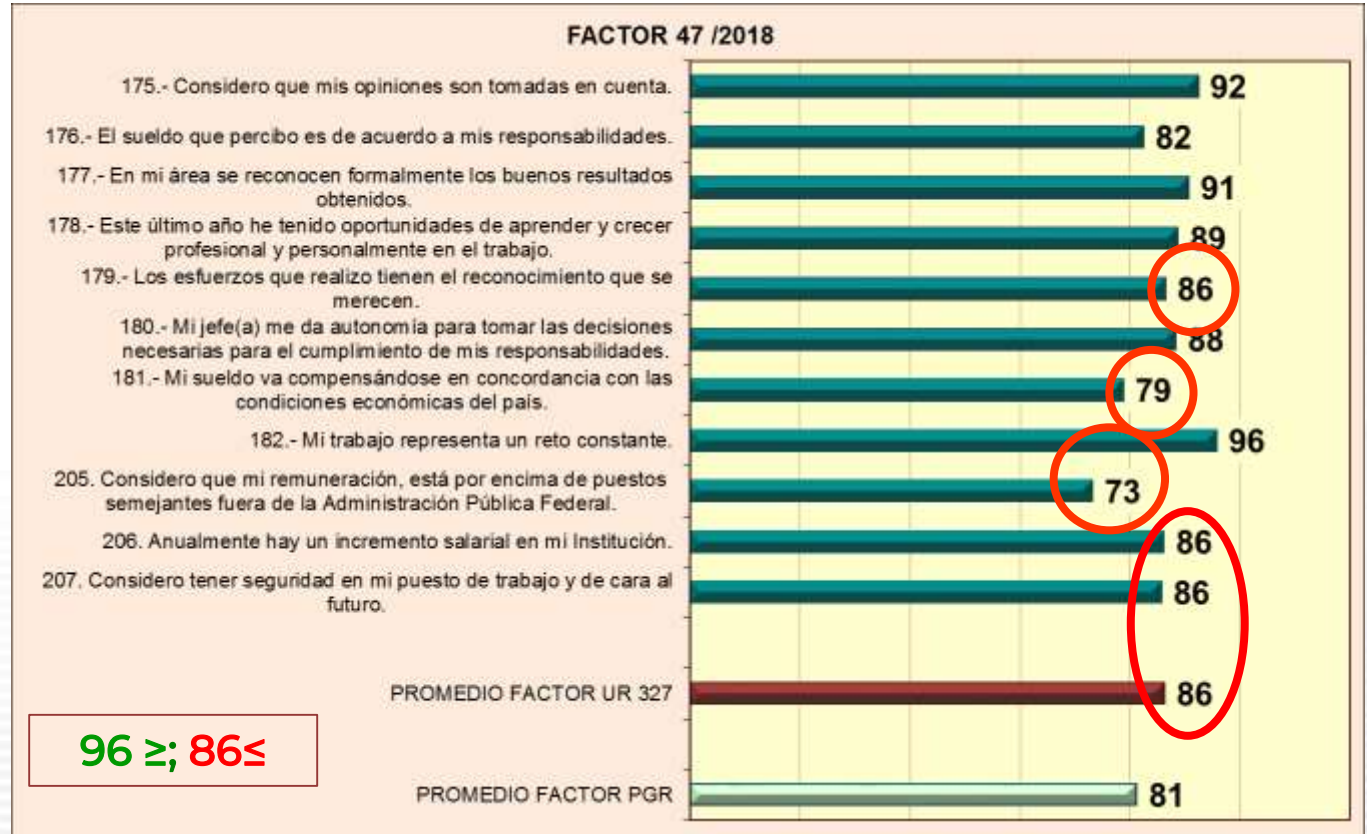 FACTOR 47 /2018
175.- Considero que mis opiniones son tomadas en cuenta.
92
176.- El sueldo que percibo es de acuerdo a mis responsabilidades.
82
177.- En mi área se reconocen formalmente los buenos resultados
obtenidos.
91
178.- Este último año he tenido oportunidades de aprender y crecer
profesional y personalmente en el trabajo.
89
179.- Los esfuerzos que realizo tienen el reconocimiento que se
merecen.
86
180.- Mi jefe(a) me da autonomía para tomar las decisiones
necesarias para el cumplimiento de mis responsabilidades.
88
181.- Mi sueldo va compensándose en concordancia con las
condiciones económicas del país.
79
182.- Mi trabajo representa un reto constante.
96
205. Considero que mi remuneración, está por encima de puestos
semejantes fuera de la Administración Pública Federal.
73
206. Anualmente hay un incremento salarial en mi Institución.
86
207. Considero tener seguridad en mi puesto de trabajo y de cara al
futuro.
86
PROMEDIO FACTOR UR 327
86
96 ≥; 86≤
PROMEDIO FACTOR PGR
81